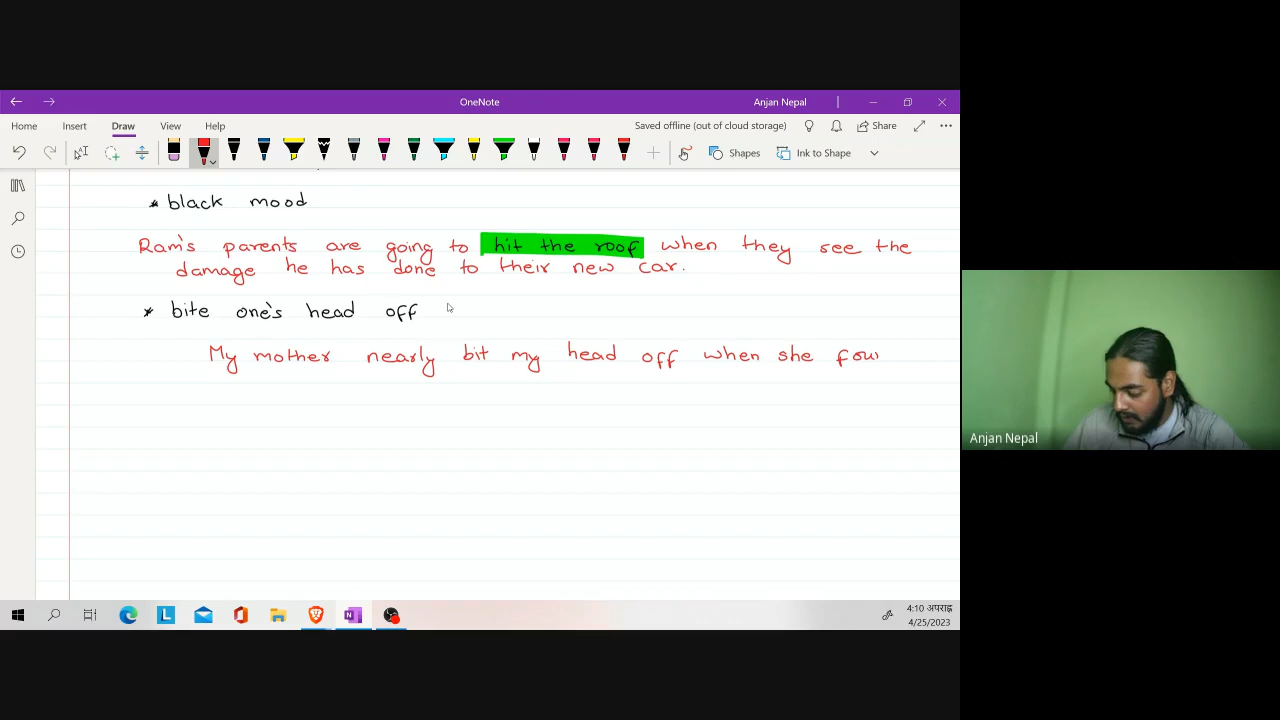 OneNote
Anjan Nepal
Home Insert Draw View Help
Saved offline (out of cloud storage)
Share
Shapes
Ink to Shape
* black mood
Ram's parents are going to hit the roof when they see the
damage he has done to their new car.
* bite one's head off
My mother nearly bit my head off when she fou
Anjan Nepal
4:10 अपराह्न
4/25/2023